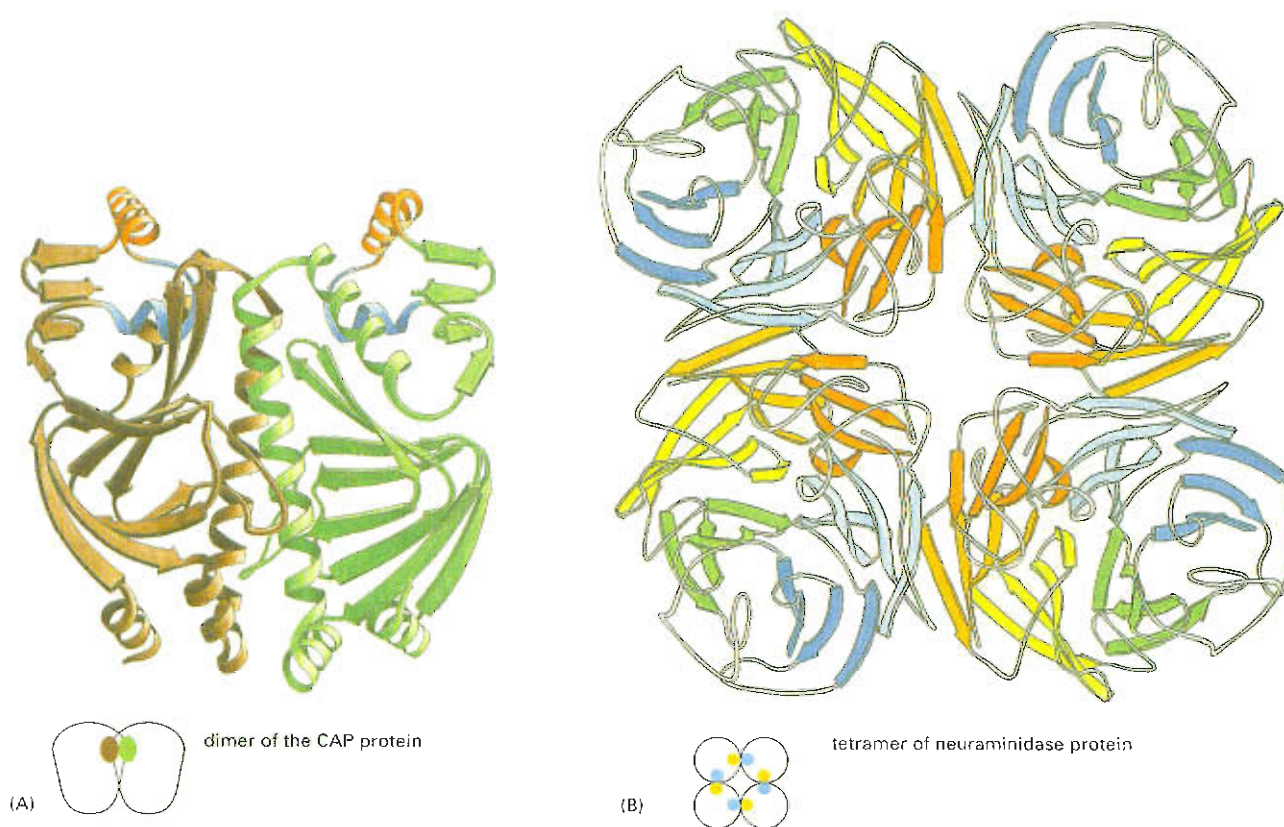 dimer of the CAP protein
(A)
tetramer of neuraminidase protein
(B)